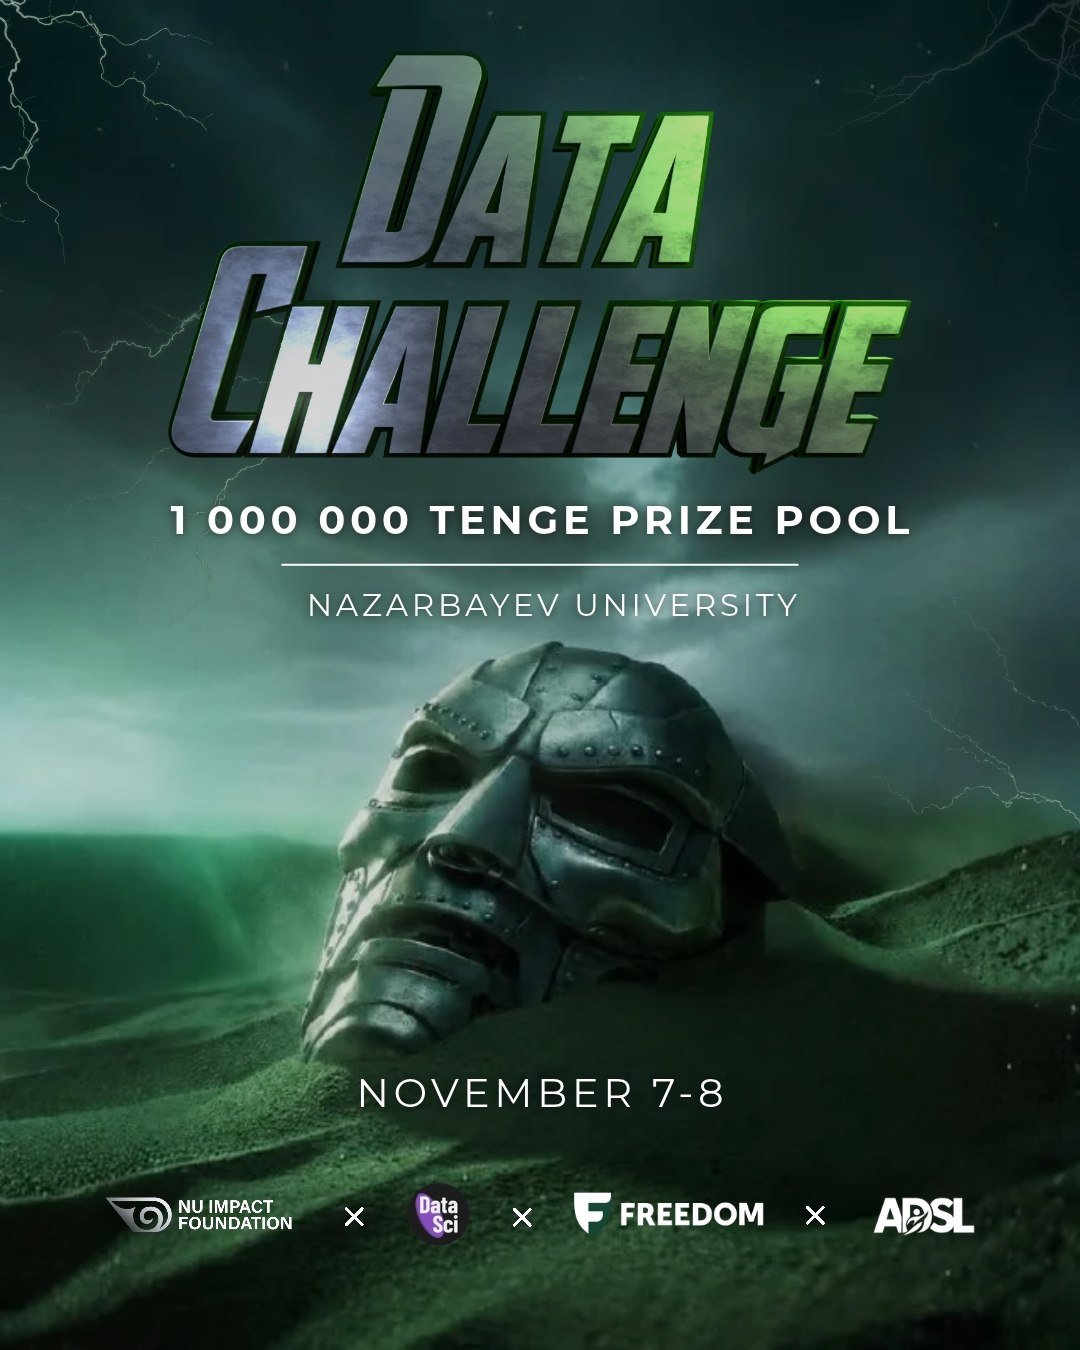 DATA
CHALLENGE
1 000 000 TENGE PRIZE POOL
NAZARBAYEV UNIVERSITY
NOVEMBER 7-8
NU IMPACT
FOUNDATION
×
Data
Sci
×
FREEDOM
×
ADSL